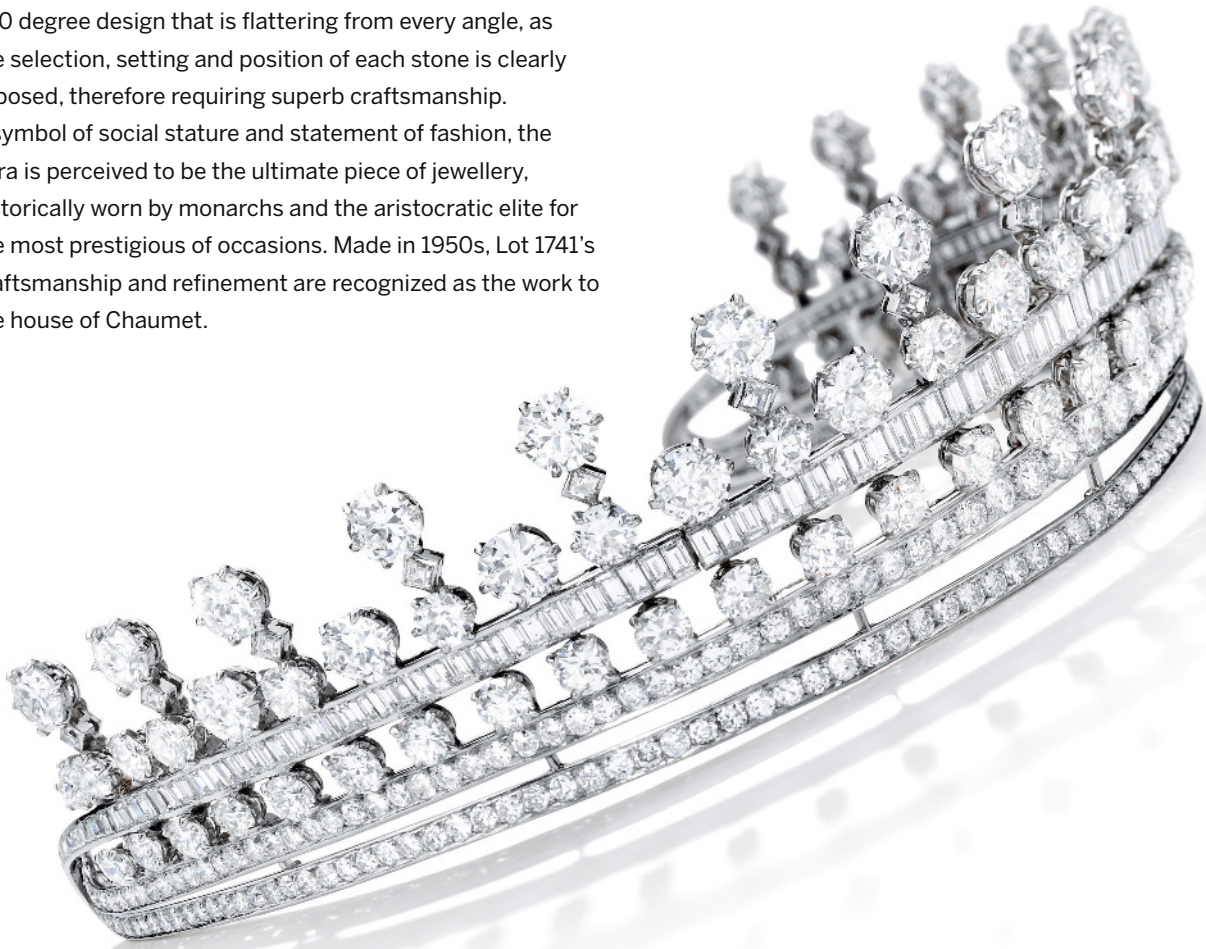 0 degree design that is flattering from every angle, as
e selection, setting and position of each stone is clearly
posed, therefore requiring superb craftsmanship.
symbol of social stature and statement of fashion, the
ra is perceived to be the ultimate piece of jewellery,
torically worn by monarchs and the aristocratic elite for
e most prestigious of occasions. Made in 1950s, Lot 1741’s
aftsmanship and refinement are recognized as the work to
e house of Chaumet.